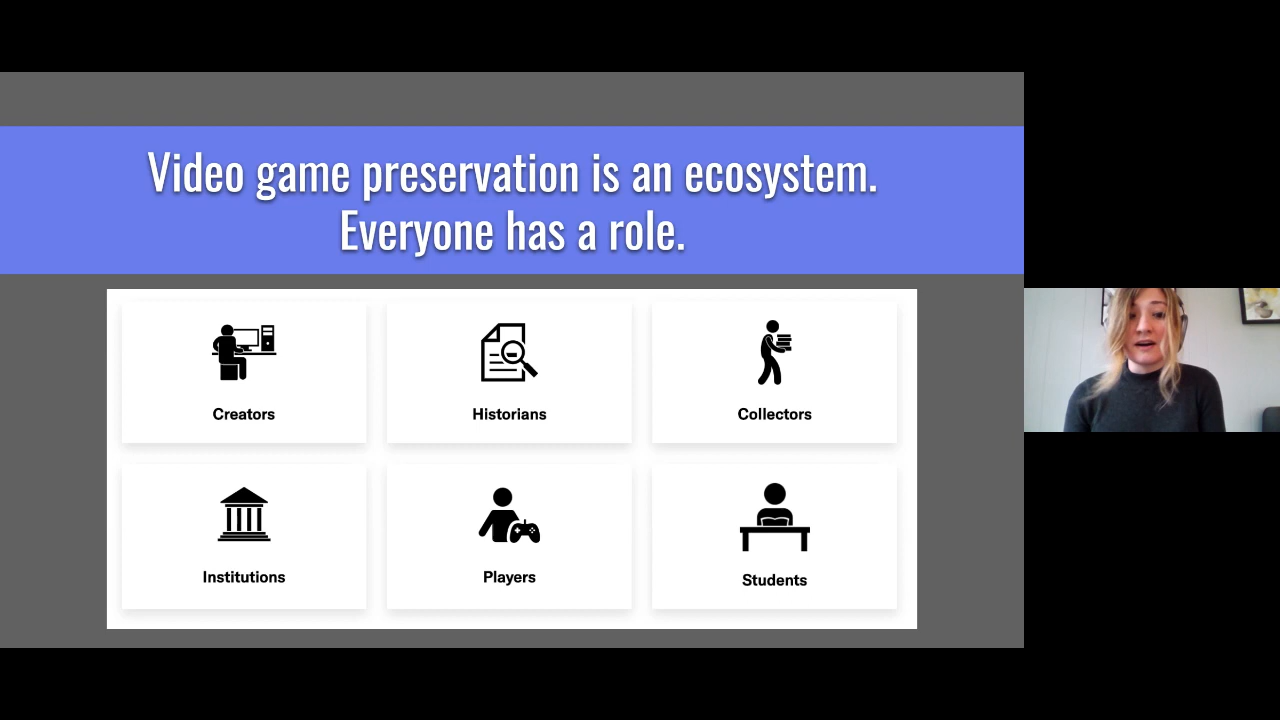 Video game preservation is an ecosystem.
Everyone has a role.
Creators
Historians
Collectors
Institutions
Players
Students